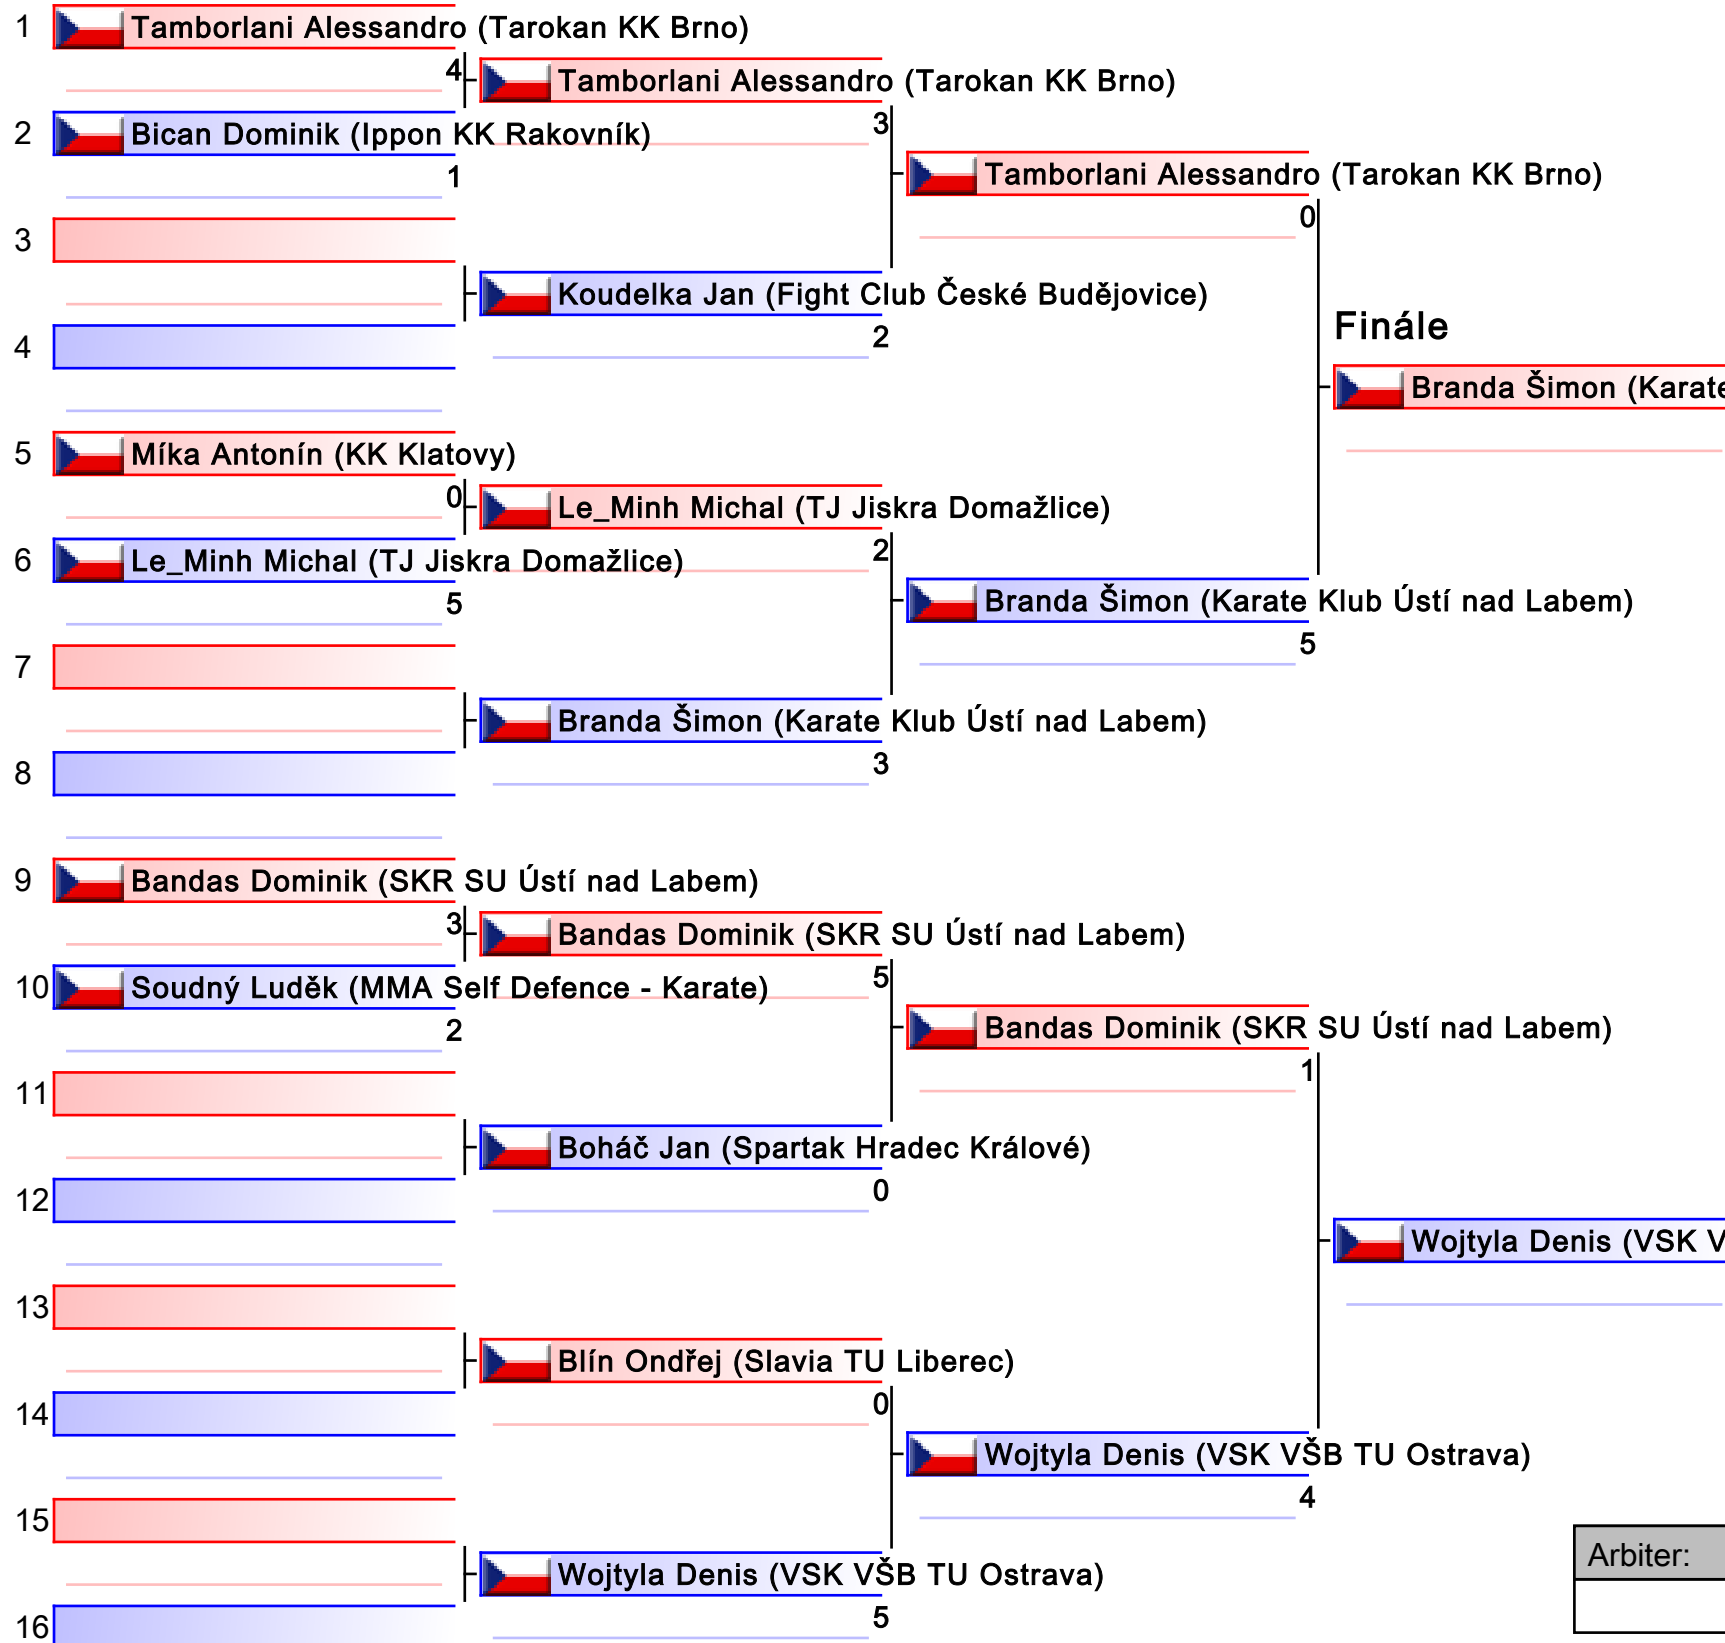 1 Tamborlani Alessandro (Tarokan KK Brno)
4 Tamborlani Alessandro (Tarokan KK Brno)
2 Bican Dominik (Ippon KK Rakovník)
3
1 Tamborlani Alessandro (Tarokan KK Brno)
0
3
Koudelka Jan (Fight Club České Budějovice)
2
4
Finále
Branda Šimon (Karate
5 Míka Antonín (KK Klatovy)
0 Le_Minh Michal (TJ Jiskra Domažlice)
2
6 Le_Minh Michal (TJ Jiskra Domažlice)
5
Branda Šimon (Karate Klub Ústí nad Labem)
5
7
Branda Šimon (Karate Klub Ústí nad Labem)
3
8
9 Bandas Dominik (SKR SU Ústí nad Labem)
3 Bandas Dominik (SKR SU Ústí nad Labem)
5
10 Soudný Luděk (MMA Self Defence - Karate)
2
Bandas Dominik (SKR SU Ústí nad Labem)
1
11
Boháč Jan (Spartak Hradec Králové)
0
12
Wojtyla Denis (VSK V
13
Blín Ondřej (Slavia TU Liberec)
0
14
Wojtyla Denis (VSK VŠB TU Ostrava)
4
15
Wojtyla Denis (VSK VŠB TU Ostrava)
5
16
Arbiter: